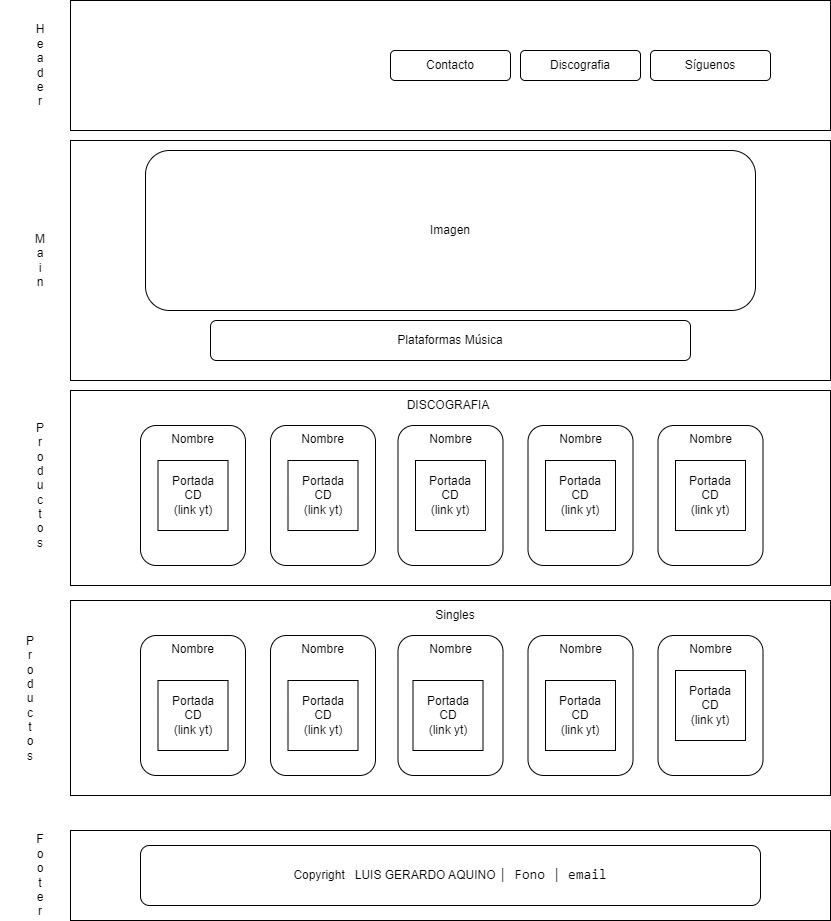 Header
Contacto
Discografia
Síguenos
Main
Imagen
Plataformas Música
Productos
DISCOGRAFIA
Nombre
Portada
CD
(link yt)
Nombre
Portada
CD
(link yt)
Nombre
Portada
CD
(link yt)
Nombre
Portada
CD
(link yt)
Nombre
Portada
CD
(link yt)
Productos
Singles
Nombre
Portada
CD
(link yt)
Nombre
Portada
CD
(link yt)
Nombre
Portada
CD
(link yt)
Nombre
Portada
CD
(link yt)
Nombre
Portada
CD
(link yt)
Footer
Copyright LUIS GERARDO AQUINO | Fono | email